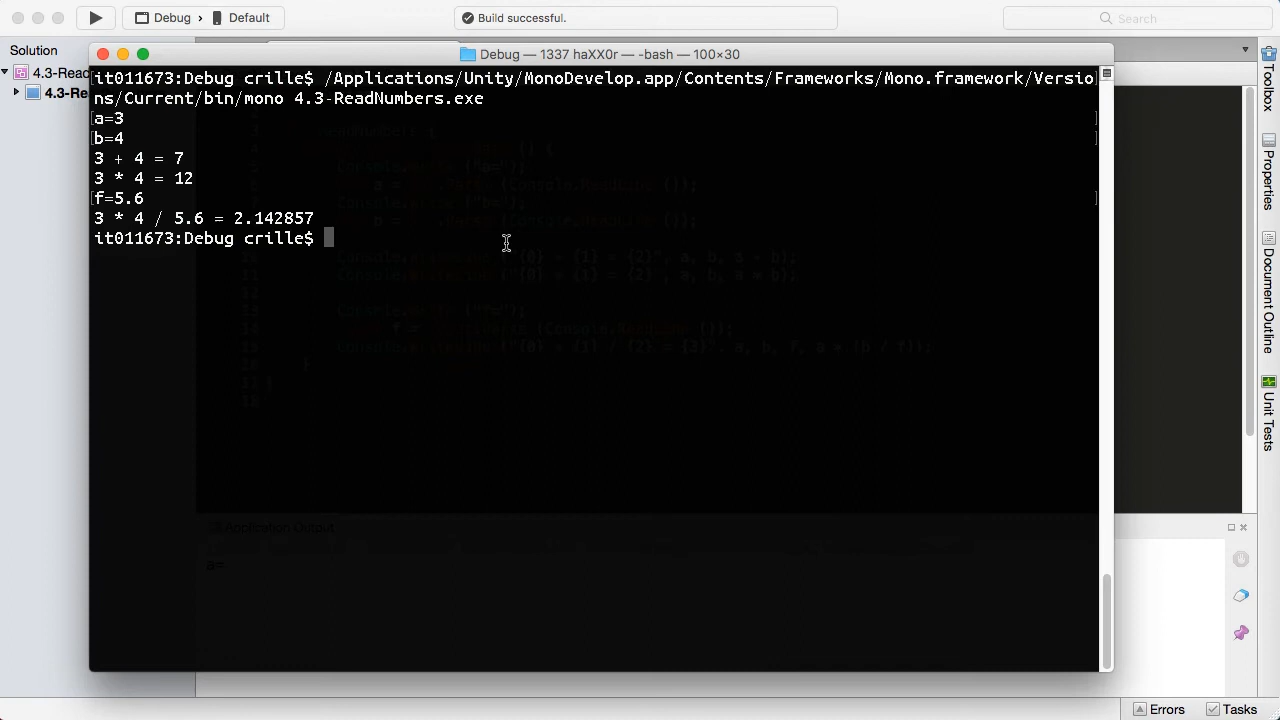 Debug › Default
Build successful.
Search
Solution
Debug — 1337 haXX0r — -bash — 100×30
4.3-Read
4.3-Re
it011673:Debug crille$ /Applications/Unity/MonoDevelop.app/Contents/Frameworks/Mono.framework/Versio
ns/Current/bin/mono 4.3-ReadNumbers.exe
a=3
b=4
3 + 4 = 7
3 * 4 = 12
f=5.6
3 * 4 / 5.6 = 2.142857
it011673:Debug crille$
Application Output
a=
Toolbox
Properties
Document Outline
Unit Tests
Errors
Tasks